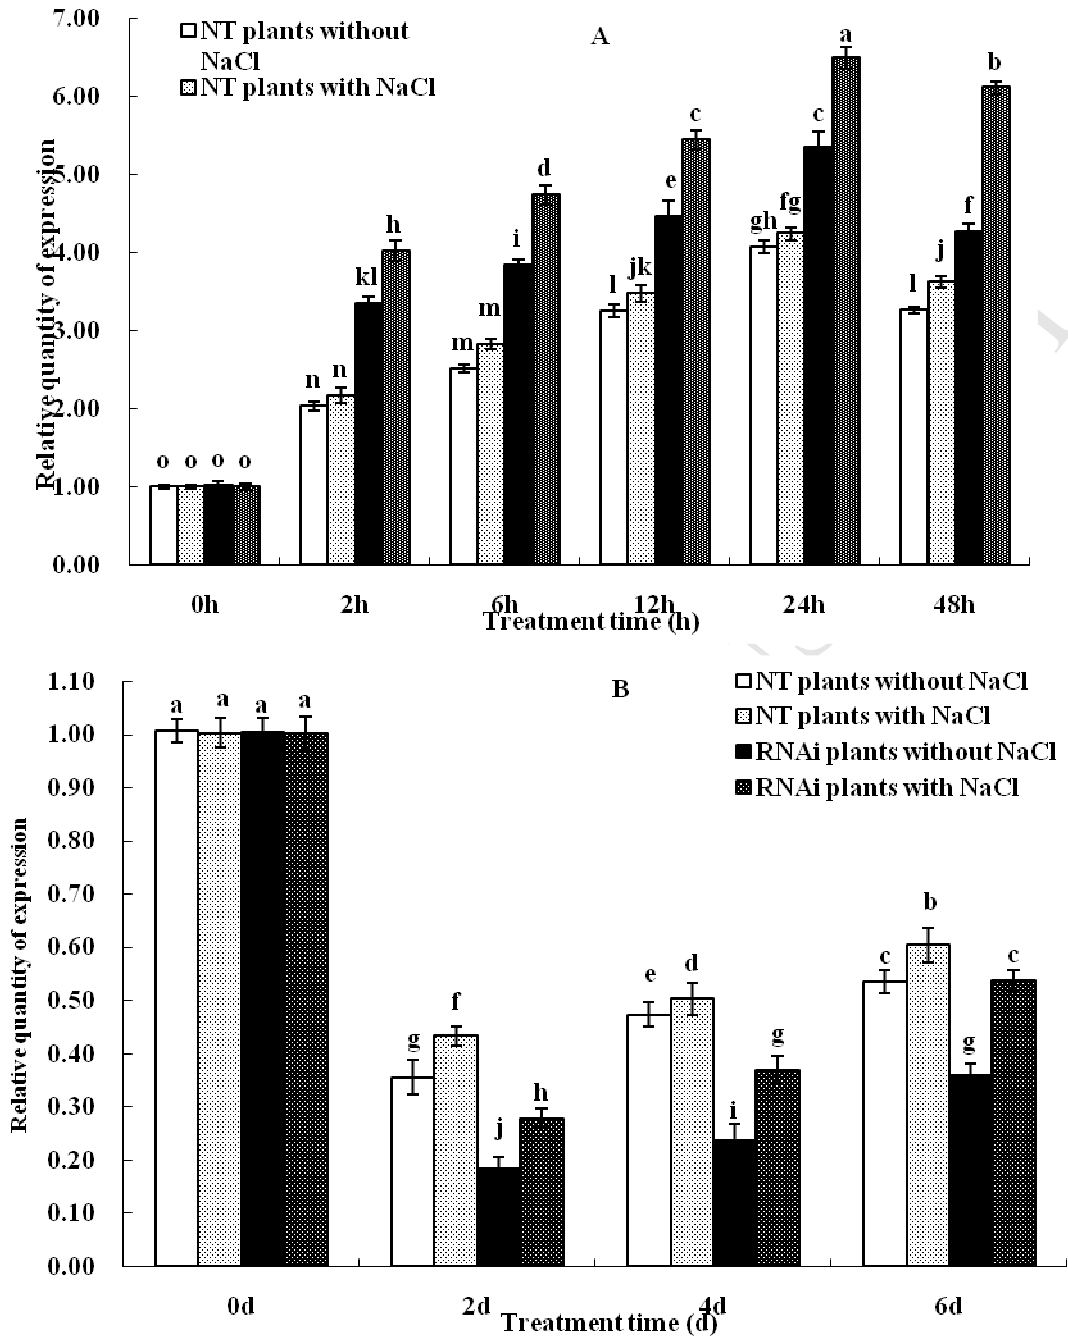 7.00
6.00
5.00
4.00
3.00
2.00
1.00
0.00
Relative quantity of expression
NT plants without
NaCl
NT plants with NaCl
A
o o o o
n n kl h
m m i d
l jk e c
gh fg c a
l j f b
0h 2h 6h 12h 24h 48h
Treatment time (h)
1.10
1.00
0.90
0.80
0.70
0.60
0.50
0.40
0.30
0.20
0.10
0.00
Relative quantity of expression
B
NT plants without NaCl
NT plants with NaCl
RNAi plants without NaCl
RNAi plants with NaCl
a a a a
g f j h
e d i g
c b g c
0d 2d 4d 6d
Treatment time (d)